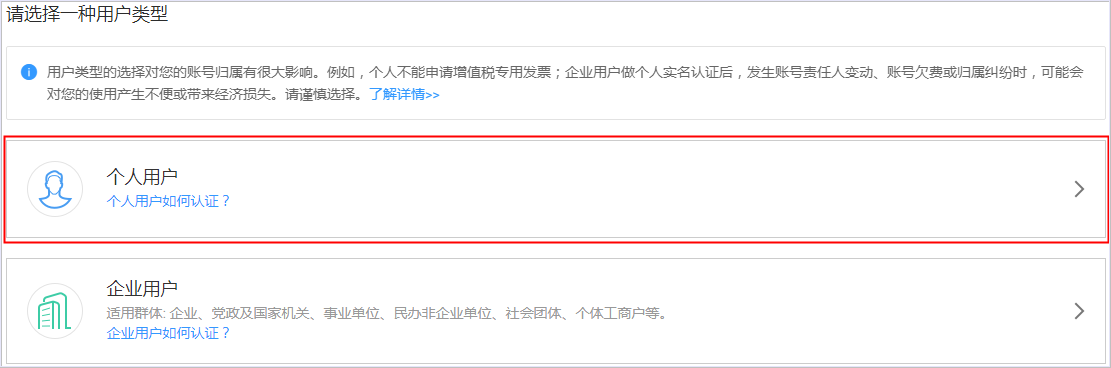 请选择一种用户类型
用户类型的选择对您的账号归属有很大影响。例如，个人不能申请增值税专用发票；企业用户做个人实名认证后，发生账号责任人变动、账号欠费或归属纠纷时，可能会
对您的使用产生不便或带来经济损失。请谨慎选择。了解详情>>
个人用户
个人用户如何认证？
企业用户
适用群体: 企业、党政及国家机关、事业单位、民办非企业单位、社会团体、个体工商户等。
企业用户如何认证？